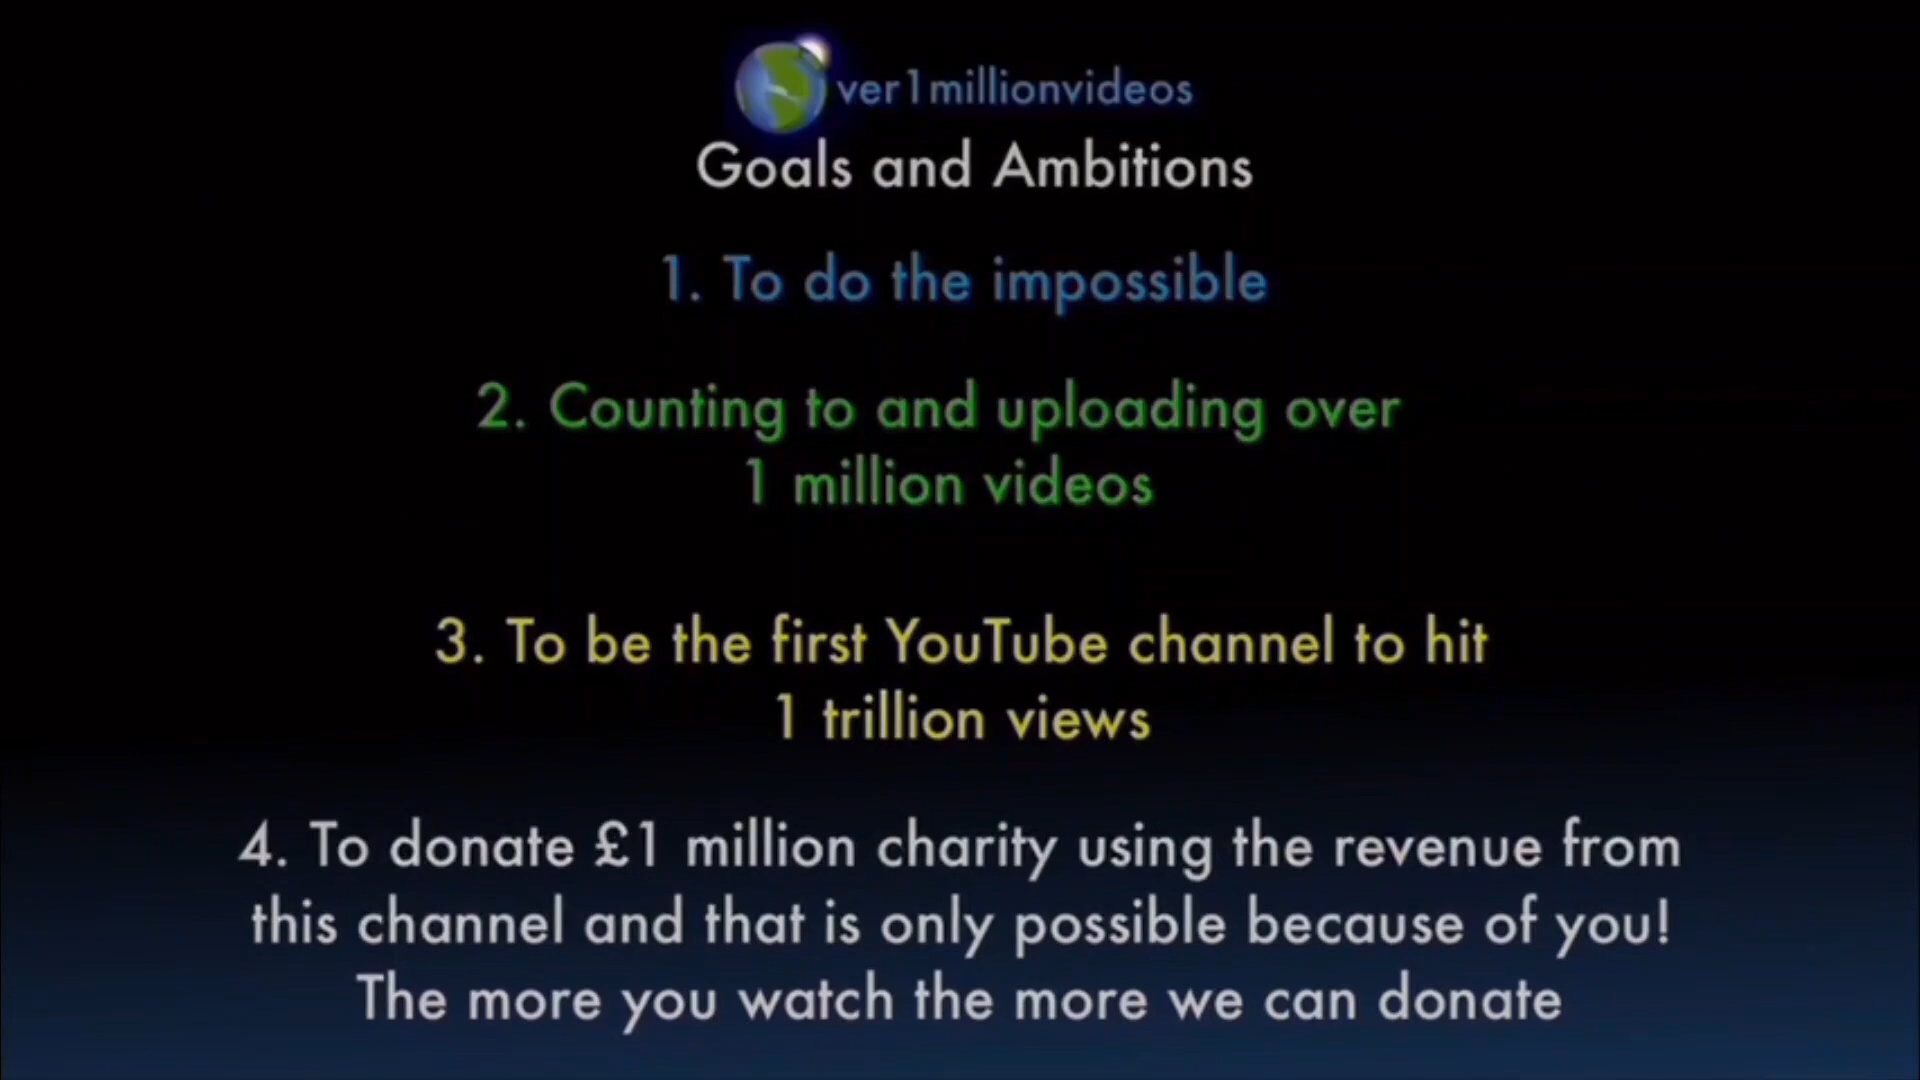 ver1millionvideos
Goals and Ambitions
1. To do the impossible
2. Counting to and uploading over
1 million videos
3. To be the first YouTube channel to hit
1 trillion views
4. To donate £1 million charity using the revenue from
this channel and that is only possible because of you!
The more you watch the more we can donate